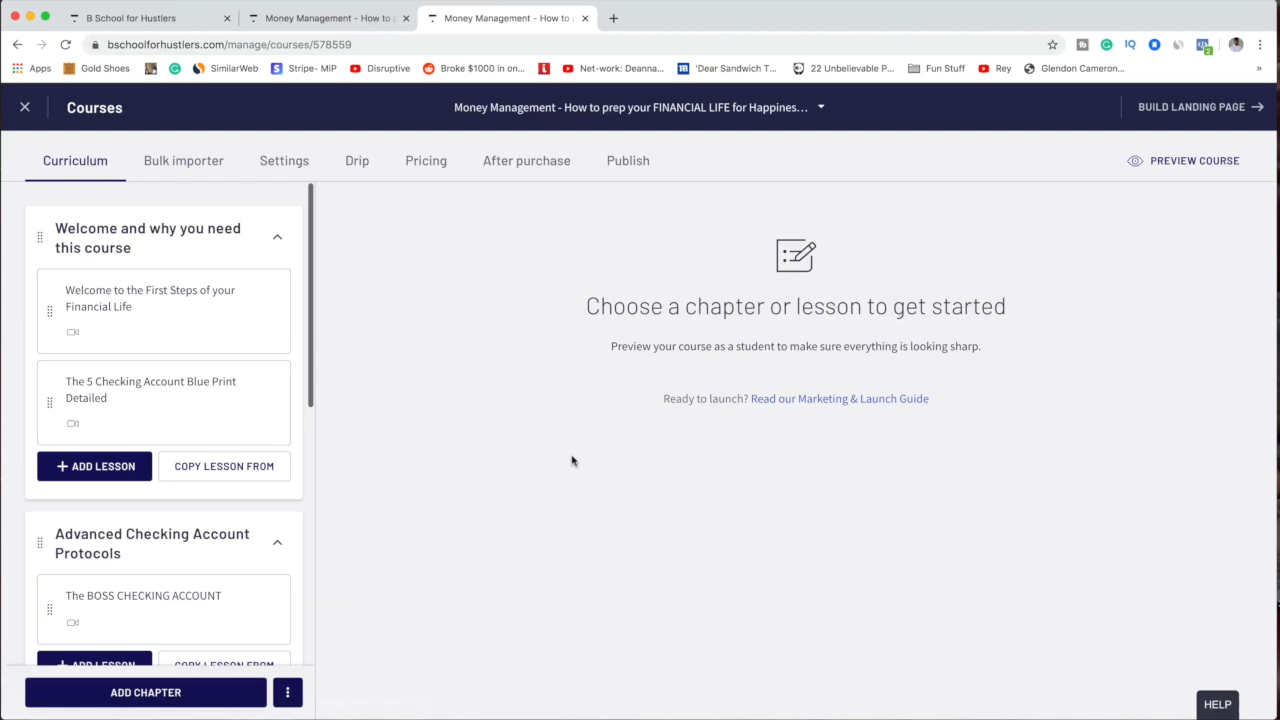 B School for Hustlers
Money Management - How to p
Money Management - How to p
bschoolforhustlers.com/manage/courses/578559
IQ
2
Apps
Gold Shoes
SimilarWeb
Stripe- MIP
Disruptive
Broke $1000 in on...
Net-work: Deanna...
'Dear Sandwich T...
22 Unbelievable P...
Fun Stuff
Rey
Glendon Cameron...
»
Courses
Money Management - How to prep your FINANCIAL LIFE for Happines...
BUILD LANDING PAGE
Curriculum
Bulk importer
Settings
Drip
Pricing
After purchase
Publish
PREVIEW COURSE
Welcome and why you need
this course
Welcome to the First Steps of your
Financial Life
The 5 Checking Account Blue Print
Detailed
+ ADD LESSON
COPY LESSON FROM
Advanced Checking Account
Protocols
The BOSS CHECKING ACCOUNT
+ ADD LESSON
COPY LESSON FROM
ADD CHAPTER
Choose a chapter or lesson to get started
Preview your course as a student to make sure everything is looking sharp.
Ready to launch? Read our Marketing & Launch Guide
HELP